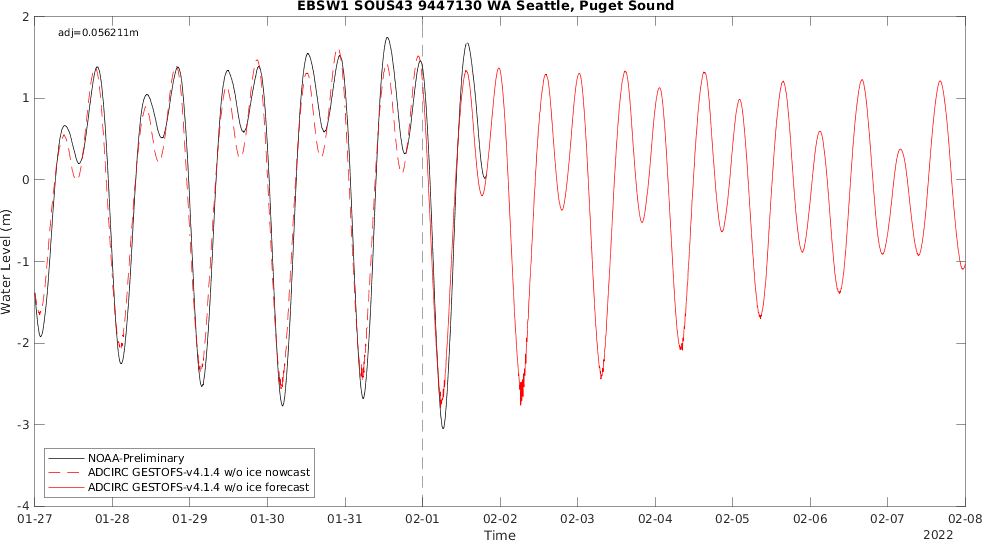 EBSW1 SOUS43 9447130 WA Seattle, Puget Sound
adj=0.056211m
2
1
0
-1
-2
-3
-4
Water Level (m)
NOAA-Preliminary
ADCIRC GESTOFS-v4.1.4 w/o ice nowcast
ADCIRC GESTOFS-v4.1.4 w/o ice forecast
01-27 01-28 01-29 01-30 01-31 02-01 02-02 02-03 02-04 02-05 02-06 02-07 02-08
Time
2022